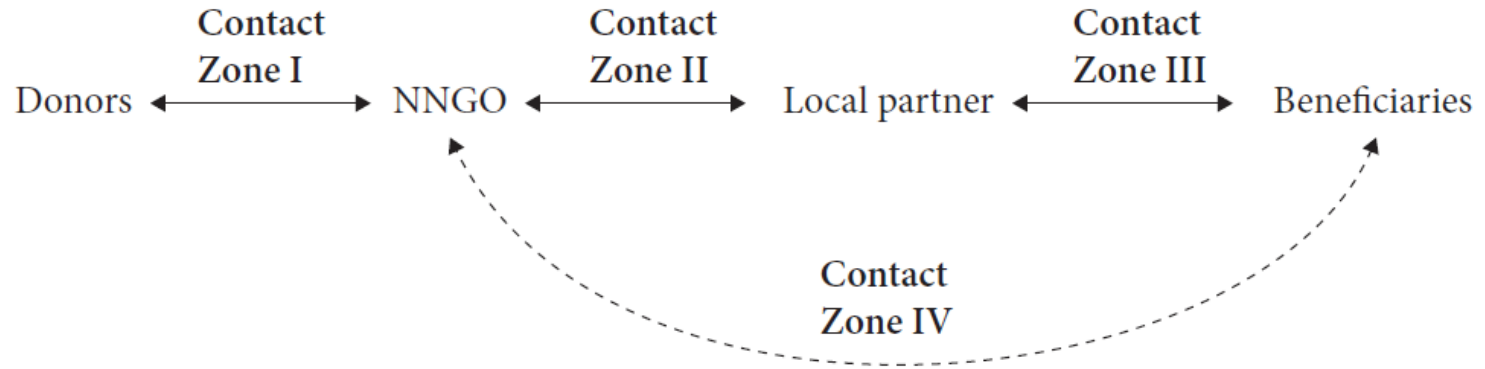 Contact
Zone I
Contact
Zone II
Contact
Zone III
Donors
NNGO
Local partner
Beneficiaries
Contact
Zone IV